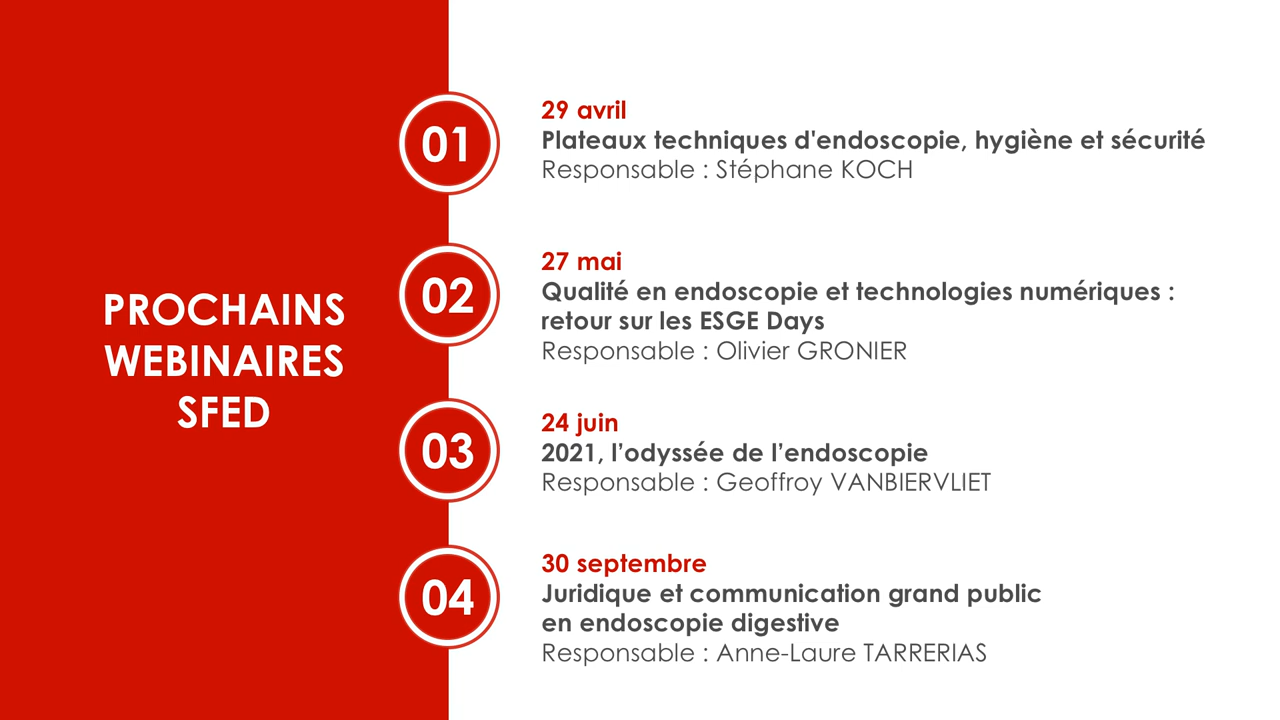 PROCHAINS
WEBINAIRES
SFED
01
29 avril
Plateaux techniques d'endoscopie, hygiène et sécurité
Responsable : Stéphane KOCH
02
27 mai
Qualité en endoscopie et technologies numériques :
retour sur les ESGE Days
Responsable : Olivier GRONIER
03
24 juin
2021, l’odyssée de l’endoscopie
Responsable : Geoffroy VANBIERVLIET
04
30 septembre
Juridique et communication grand public
en endoscopie digestive
Responsable : Anne-Laure TARRERIAS